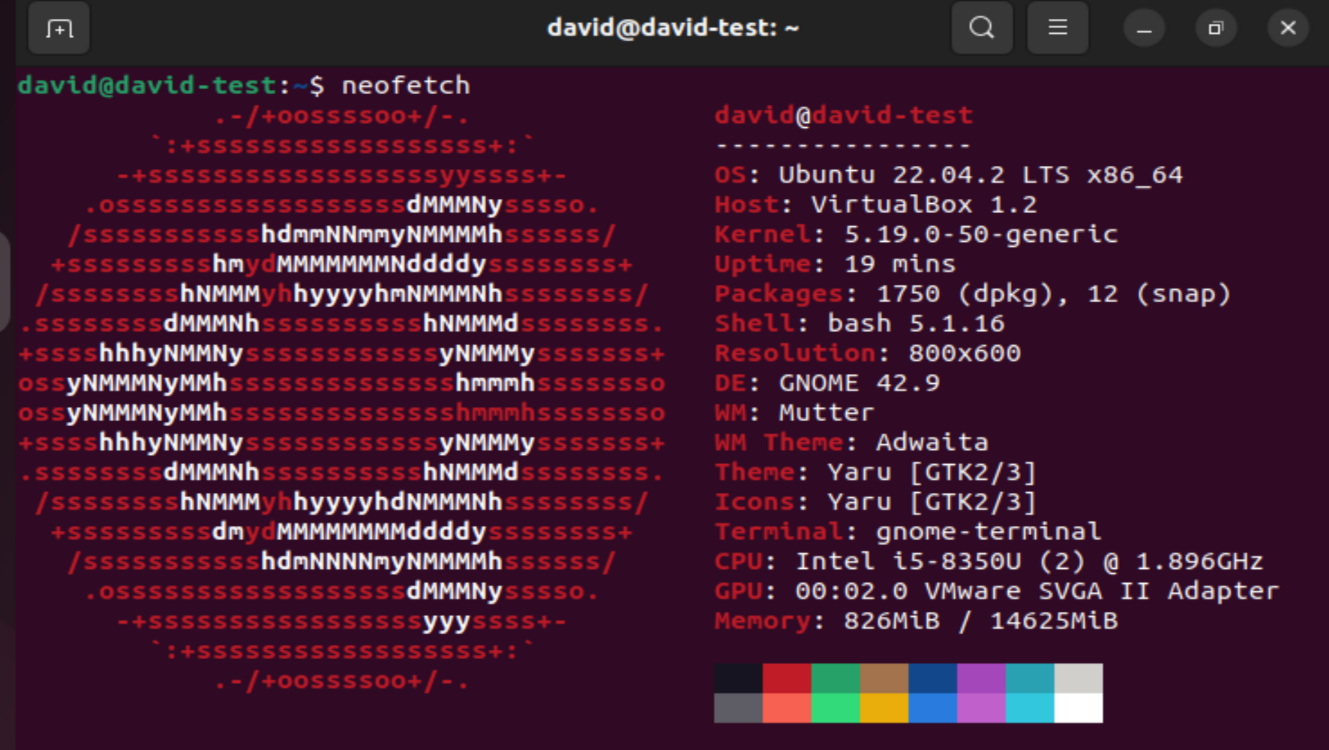 david@david-test: ~
david@david-test:~$ neofetch
            .-/+oossssoo+/-.               david@david-test
        `:+ssssssssssssssssss+:`           ----------------
      -+ssssssssssssssssssyyssss+-         OS: Ubuntu 22.04.2 LTS x86_64
    .ossssssssssssssssssdMMMNysssso.       Host: VirtualBox 1.2
   /ssssssssssshdmmNNmmyNMMMMhssssss/      Kernel: 5.19.0-50-generic
  +ssssssssshmydMMMMMMMNddddyssssssss+     Uptime: 19 mins
 /sssssssshNMMMyhhyyyyhmNMMMNhssssssss/    Packages: 1750 (dpkg), 12 (snap)
.ssssssssdMMMNhsssssssssshNMMMdssssssss.   Shell: bash 5.1.16
+sssshhhyNMMNyssssssssssssyNMMMysssssss+   Resolution: 800x600
ossyNMMMNyMMhsssssssssssssshmmmhssssssso   DE: GNOME 42.9
ossyNMMMNyMMhsssssssssssssshmmmhssssssso   WM: Mutter
+sssshhhyNMMNyssssssssssssyNMMMysssssss+   WM Theme: Adwaita
.ssssssssdMMMNhsssssssssshNMMMdssssssss.   Theme: Yaru [GTK2/3]
 /sssssssshNMMMyhhyyyyhdNMMMNhssssssss/    Icons: Yaru [GTK2/3]
  +sssssssssdmydMMMMMMMMddddyssssssss+     Terminal: gnome-terminal
   /ssssssssssshdmNNNNmyNMMMMhssssss/      CPU: Intel i5-8350U (2) @ 1.896GHz
    .ossssssssssssssssssdMMMNysssso.       GPU: 00:02.0 VMware SVGA II Adapter
      -+sssssssssssssssssyyyssss+-         Memory: 826MiB / 14625MiB
        `:+ssssssssssssssssss+:`
            .-/+oossssoo+/-.